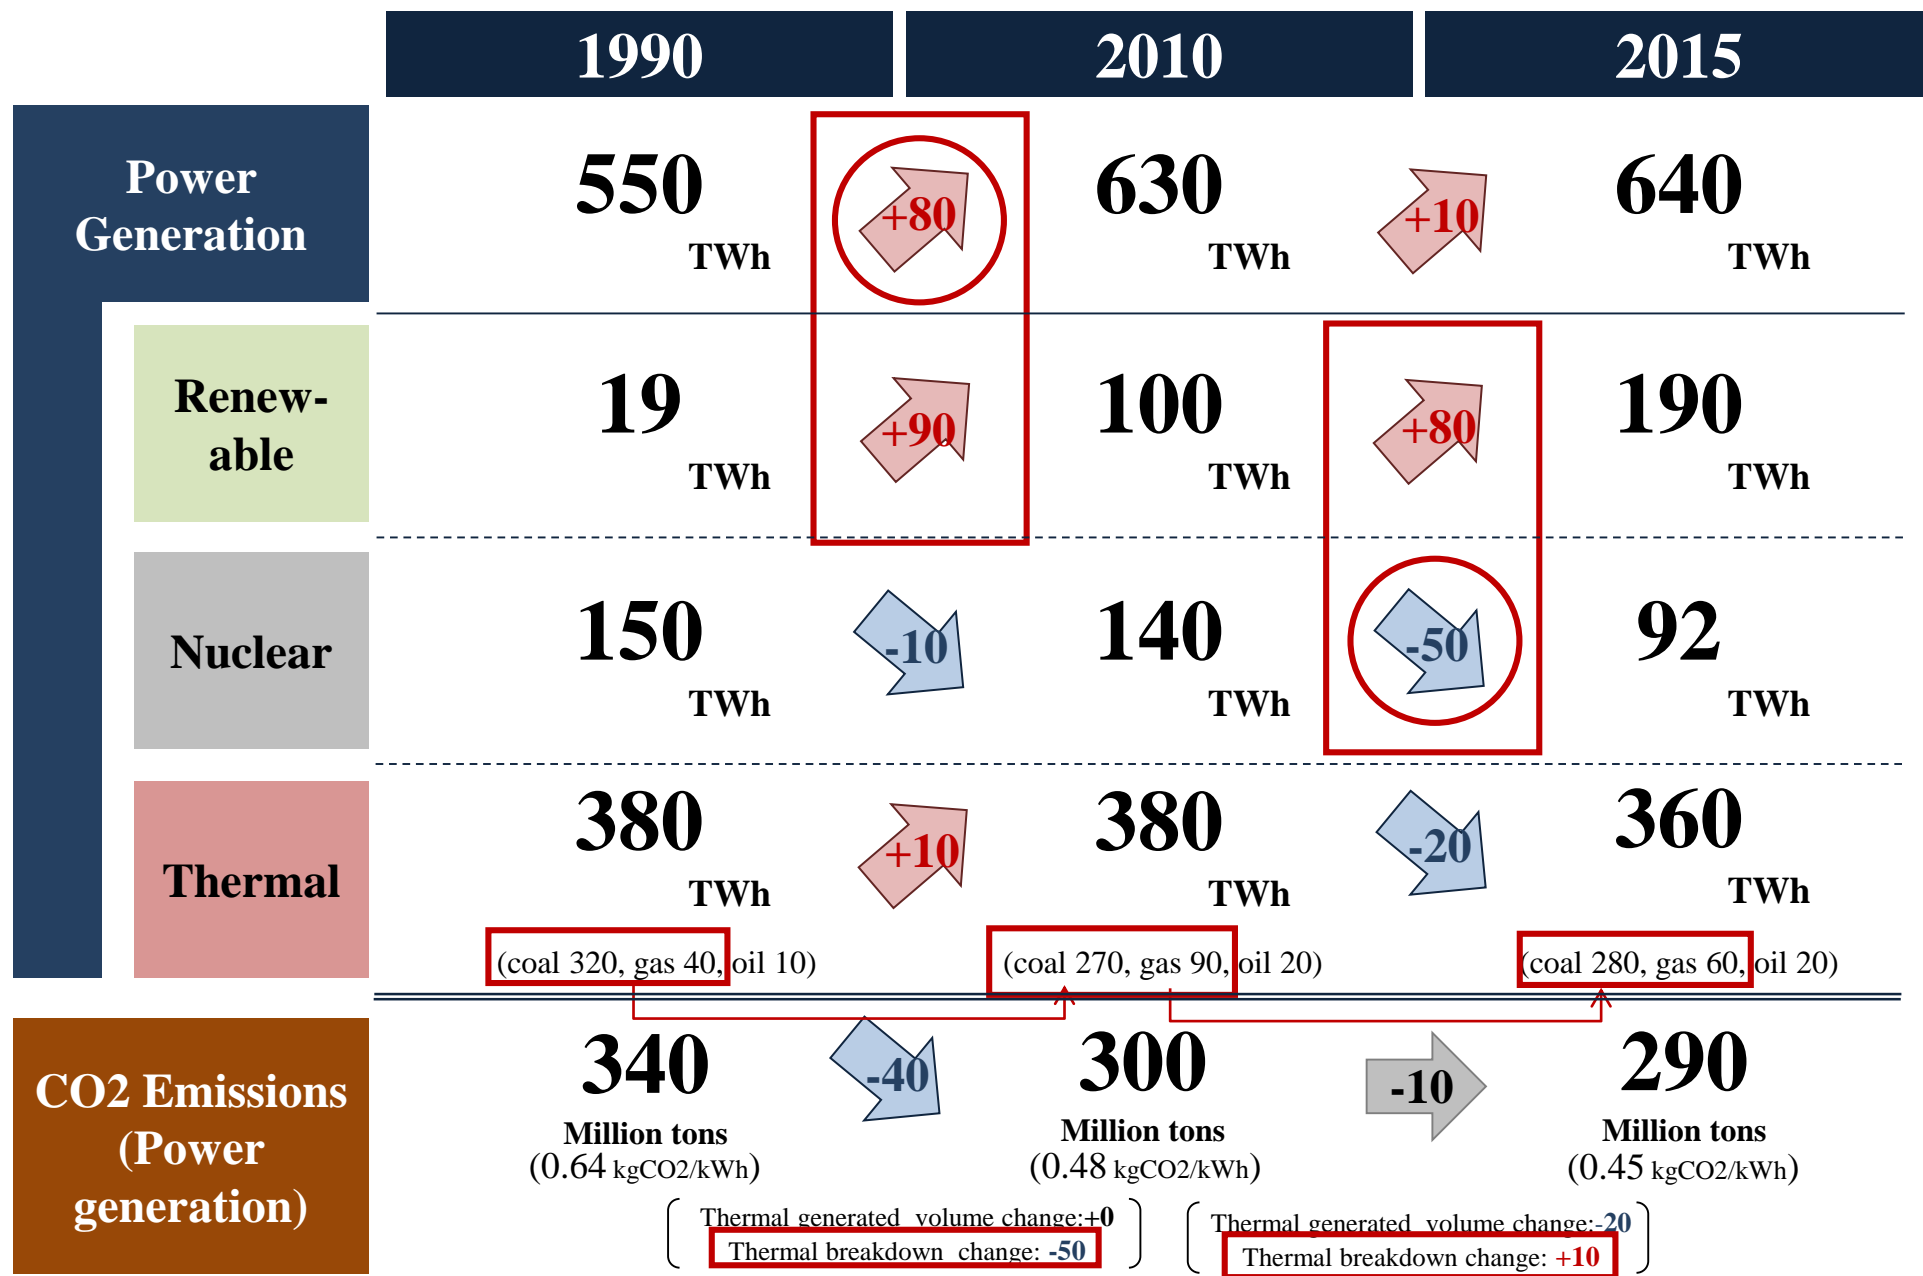 1990
2010
2015
Power
Generation
550
TWh
+80
630
TWh
+10
640
TWh
Renew-
able
19
TWh
+90
100
TWh
+80
190
TWh
Nuclear
150
TWh
-10
140
TWh
-50
92
TWh
Thermal
380
TWh
+10
380
TWh
-20
360
TWh
(coal 320, gas 40, oil 10)
(coal 270, gas 90, oil 20)
(coal 280, gas 60, oil 20)
CO2 Emissions
(Power
generation)
340
Million tons
(0.64 kgCO2/kWh)
-40
300
Million tons
(0.48 kgCO2/kWh)
-10
290
Million tons
(0.45 kgCO2/kWh)
Thermal generated volume change:+0
Thermal breakdown change: -50
Thermal generated volume change:-20
Thermal breakdown change: +10